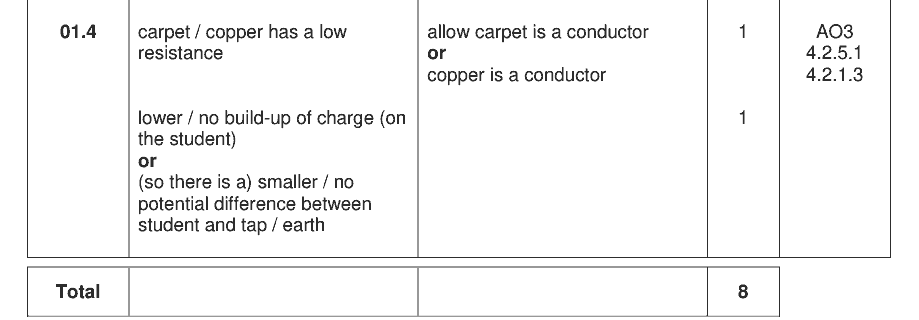 01.4 carpet / copper has a low allow carpet is a conductor 1 AO3
resistance or 4.2.5.1
copper is a conductor 4.2.1.3
lower / no build-up of charge (on 1
the student)
or
(so there is a) smaller / no
potential difference between
student and tap / earth
Total 8